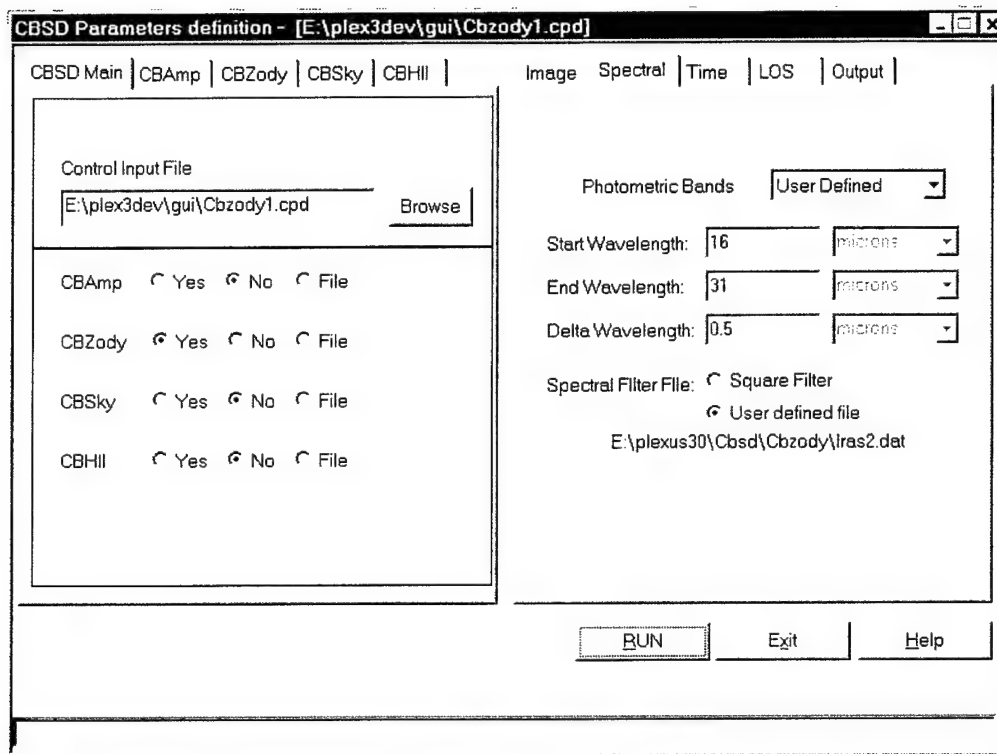 CBSD Parameters definition - [E:\plex3dev\gui\Cbzody1.cpd]
CBSD Main CBAmp CBZody CBSky CBHII
Control Input File
E:\plex3dev\gui\Cbzody1.cpd Browse
CBAmp Yes No File
CBZody Yes No File
CBSky Yes No File
CBHII Yes No File
Image Spectral Time LOS Output
Photometric Bands User Defined
Start Wavelength: 16 microns
End Wavelength: 31 microns
Delta Wavelength: 0.5 microns
Spectral Filter File: Square Filter
User defined file
E:\plexus30\Cbsd\Cbzody\Iras2.dat
RUN Exit Help